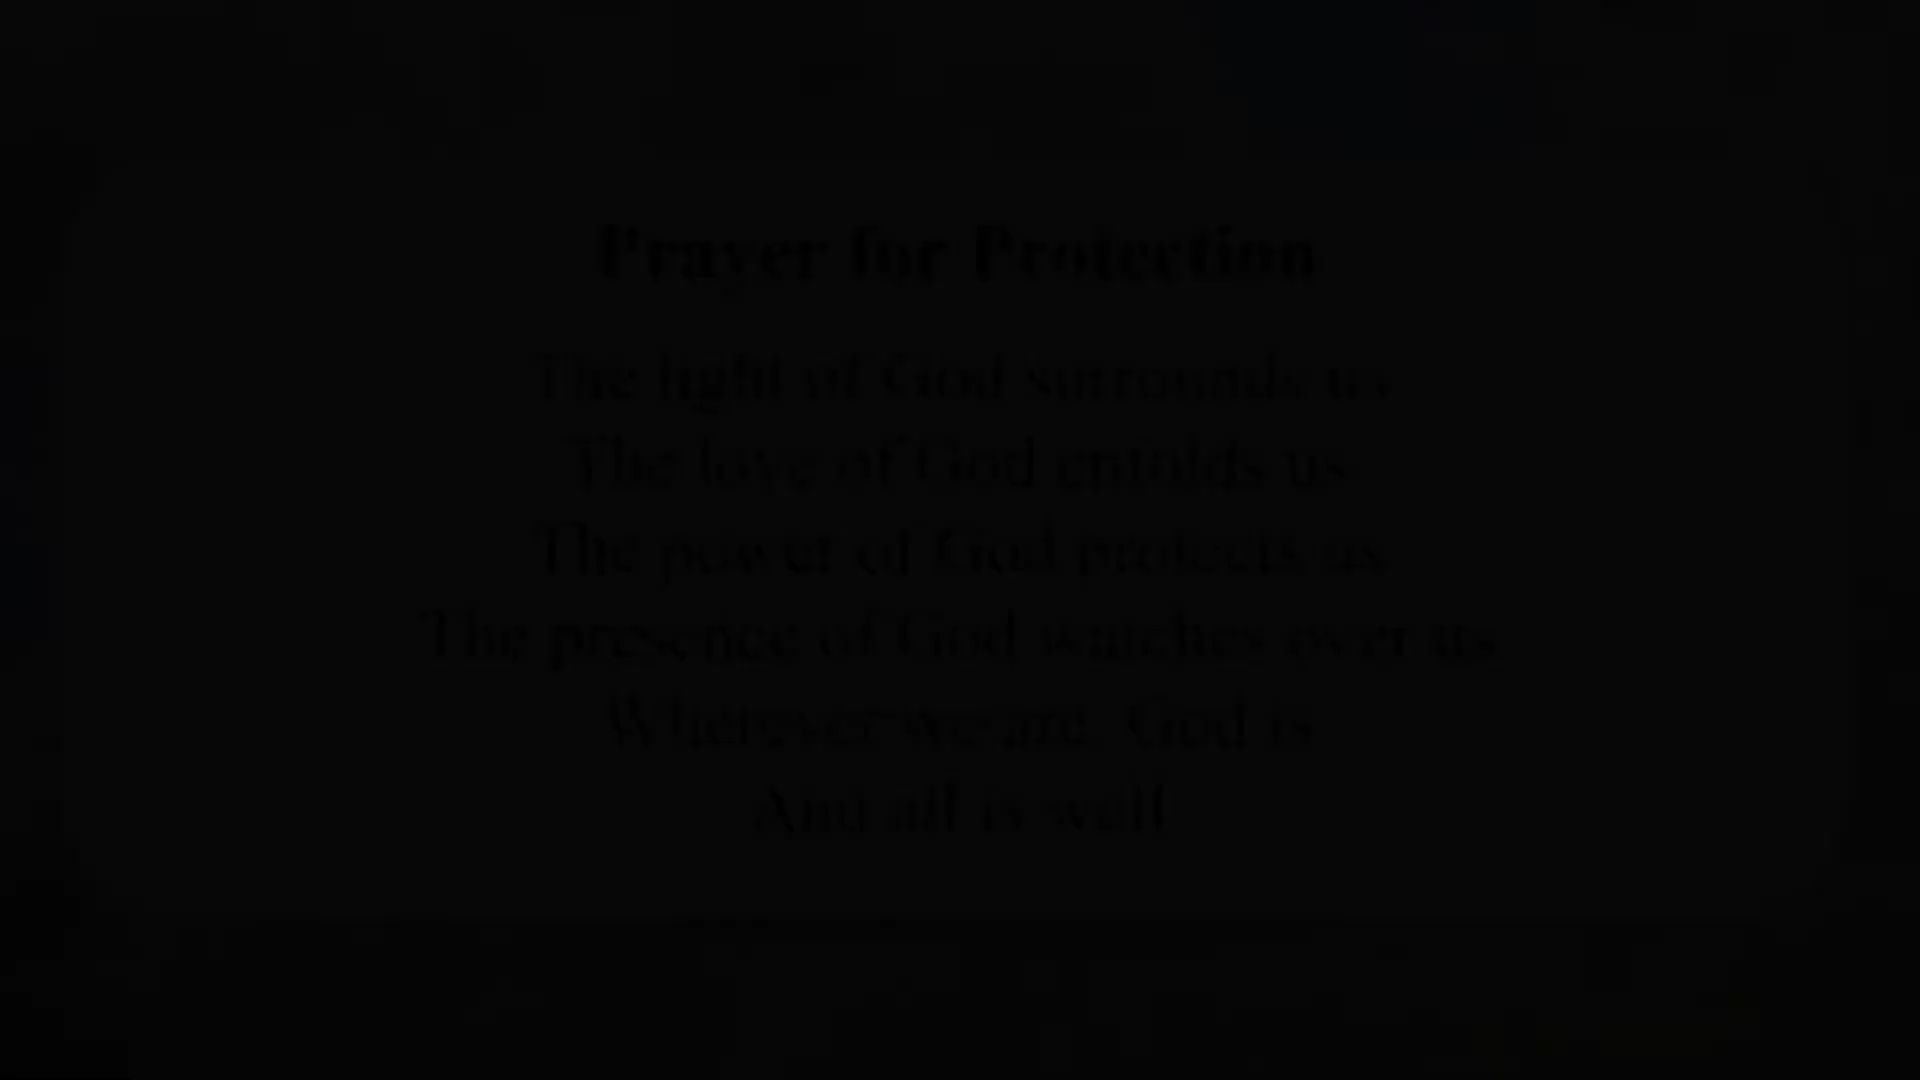 Prayer for Protection
The light of God surrounds us
The love of God enfolds us
The power of God protects us
The presence of God watches over us
Wherever we are, God is
And all is well